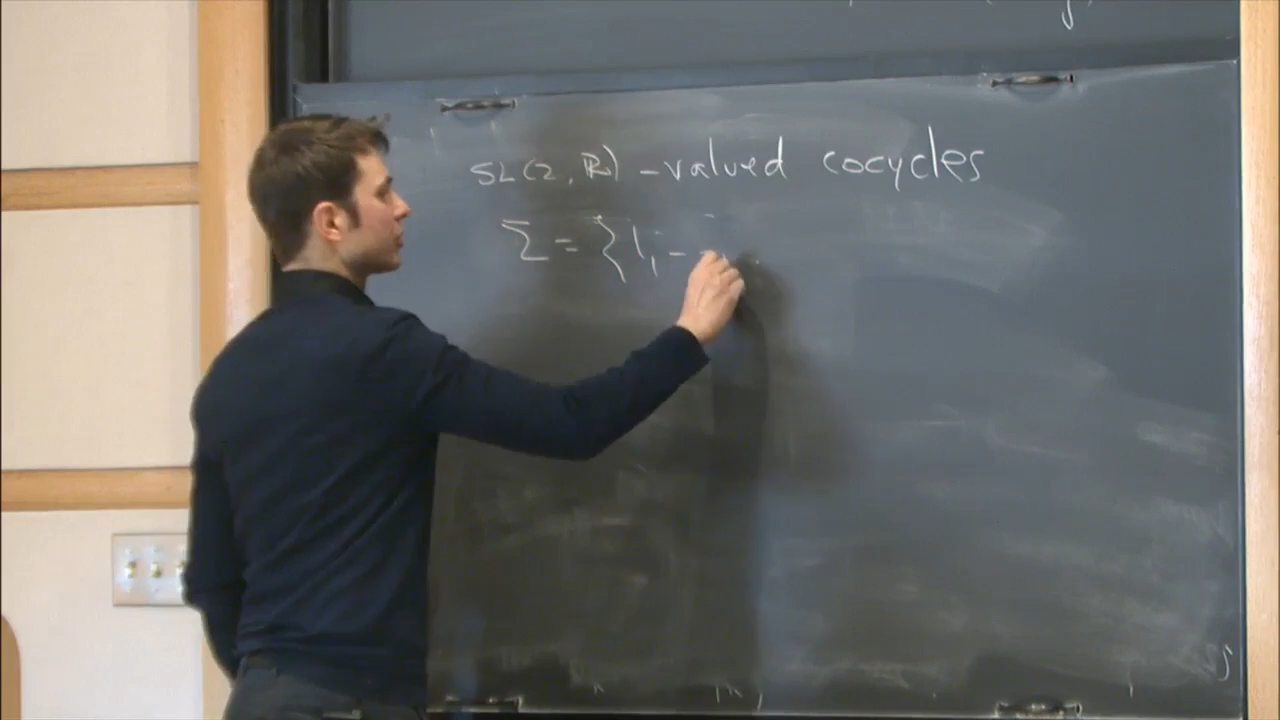 SL(2, ℝ) - valued cocycles
Σ = { 1, -